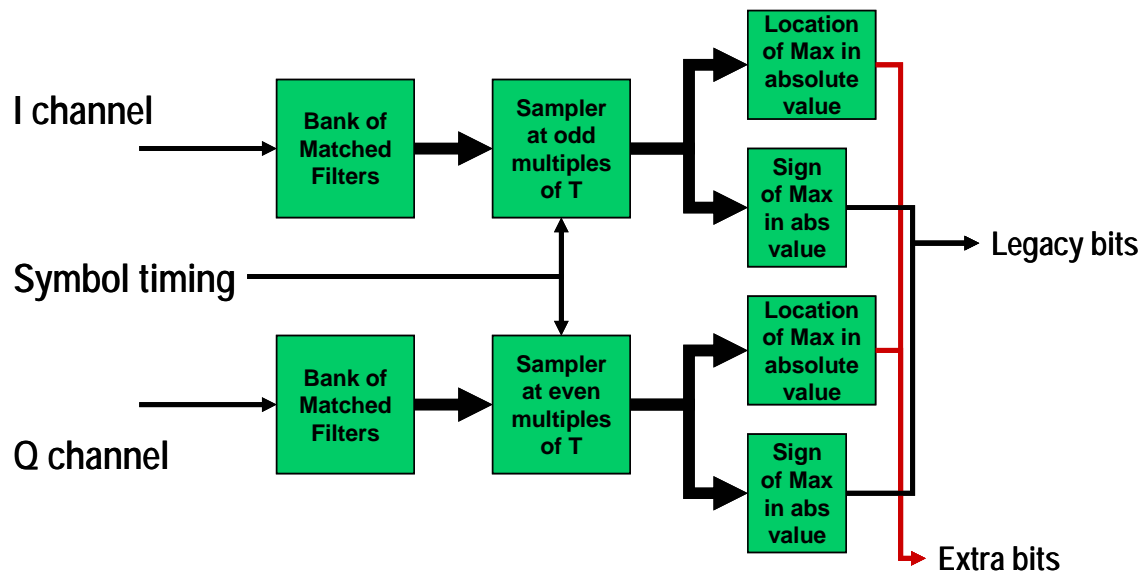 I channel
Bank of
Matched
Filters
Sampler
at odd
multiples
of T
Location
of Max in
absolute
value
Sign
of Max
in abs
value
Legacy bits
Symbol timing
Q channel
Bank of
Matched
Filters
Sampler
at even
multiples
of T
Location
of Max in
absolute
value
Sign
of Max
in abs
value
Extra bits